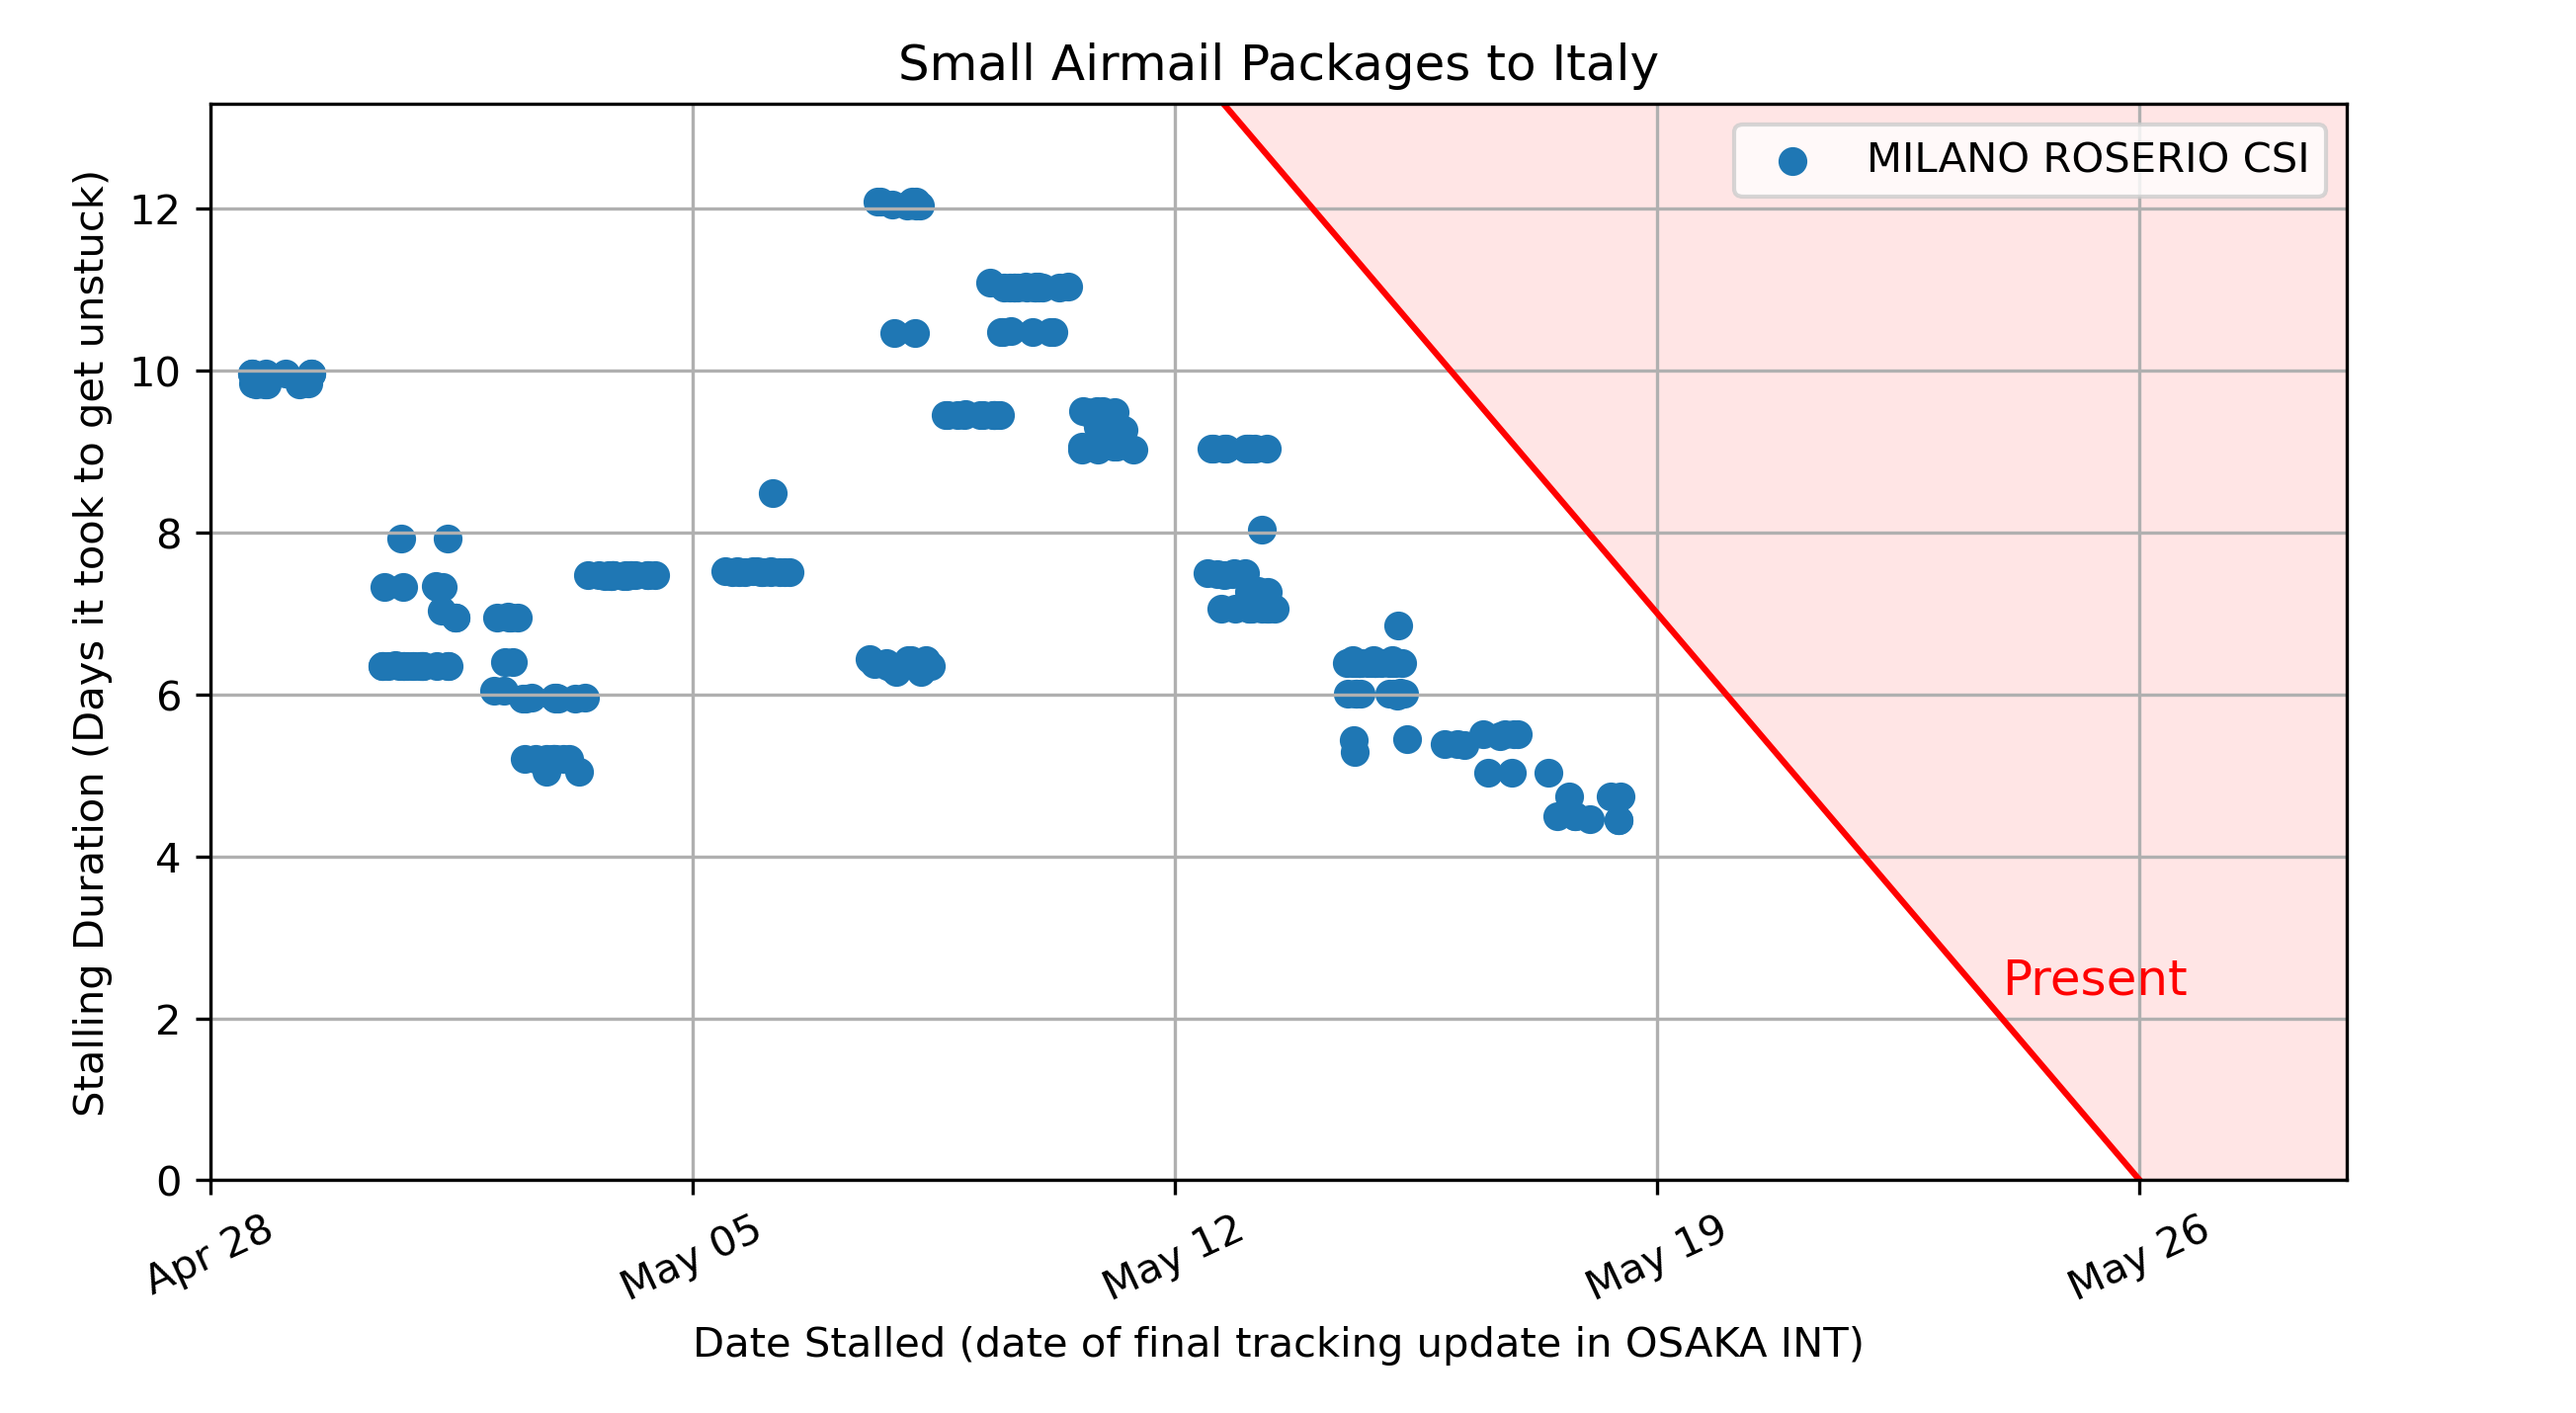 Small Airmail Packages to Italy
MILANO ROSERIO CSI
Stalling Duration (Days it took to get unstuck)
12
10
8
6
4
2
0
Present
Apr 28
May 05
May 12
May 19
May 26
Date Stalled (date of final tracking update in OSAKA INT)